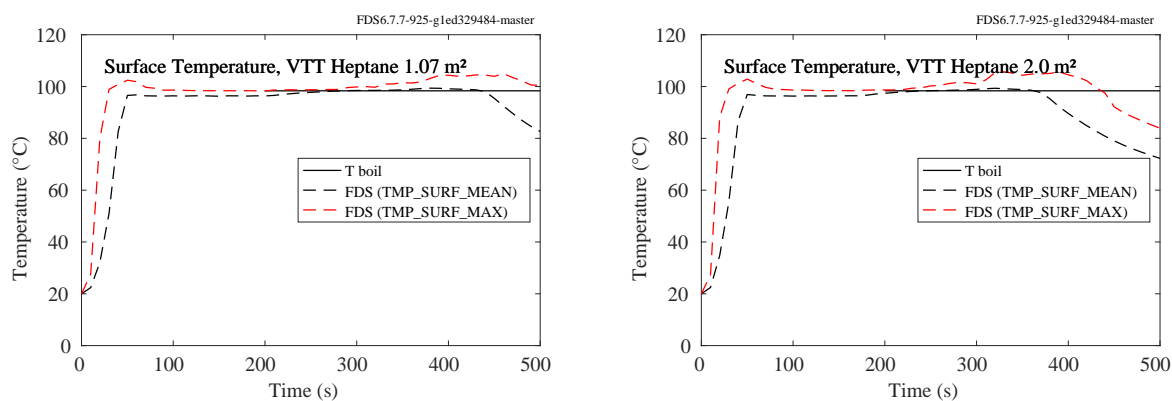 FDS6.7.7-925-g1ed329484-master
120
100
80
60
40
20
0
Temperature (°C)
Surface Temperature, VTT Heptane 1.07 m²
T boil
FDS (TMP_SURF_MEAN)
FDS (TMP_SURF_MAX)
0 100 200 300 400 500
Time (s)
FDS6.7.7-925-g1ed329484-master
120
100
80
60
40
20
0
Temperature (°C)
Surface Temperature, VTT Heptane 2.0 m²
T boil
FDS (TMP_SURF_MEAN)
FDS (TMP_SURF_MAX)
0 100 200 300 400 500
Time (s)